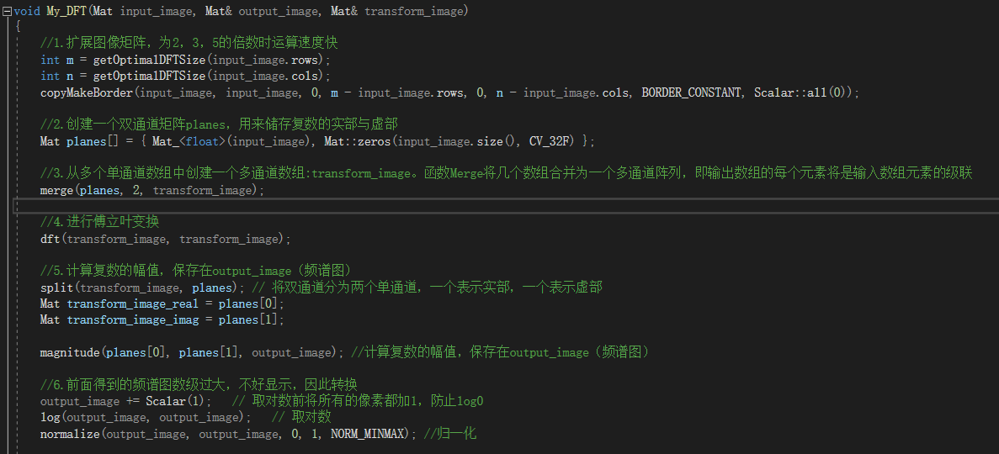 void My_DFT(Mat input_image, Mat& output_image, Mat& transform_image)
{
//1.扩展图像矩阵，为2，3，5的倍数时运算速度快
int m = getOptimalDFTSize(input_image.rows);
int n = getOptimalDFTSize(input_image.cols);
copyMakeBorder(input_image, input_image, 0, m - input_image.rows, 0, n - input_image.cols, BORDER_CONSTANT, Scalar::all(0));
//2.创建一个双通道矩阵planes，用来储存复数的实部与虚部
Mat planes[] = { Mat_<float>(input_image), Mat::zeros(input_image.size(), CV_32F) };
//3.从多个单通道数组中创建一个多通道数组:transform_image。函数Merge将几个数组合并为一个多通道阵列，即输出数组的每个元素将是输入数组元素的级联
merge(planes, 2, transform_image);
//4.进行傅立叶变换
dft(transform_image, transform_image);
//5.计算复数的幅值，保存在output_image（频谱图）
split(transform_image, planes); // 将双通道分为两个单通道，一个表示实部，一个表示虚部
Mat transform_image_real = planes[0];
Mat transform_image_imag = planes[1];
magnitude(planes[0], planes[1], output_image); //计算复数的幅值，保存在output_image（频谱图）
//6.前面得到的频谱图数级过大，不好显示，因此转换
output_image += Scalar(1);   // 取对数前将所有的像素都加1，防止log0
log(output_image, output_image);   // 取对数
normalize(output_image, output_image, 0, 1, NORM_MINMAX); //归一化